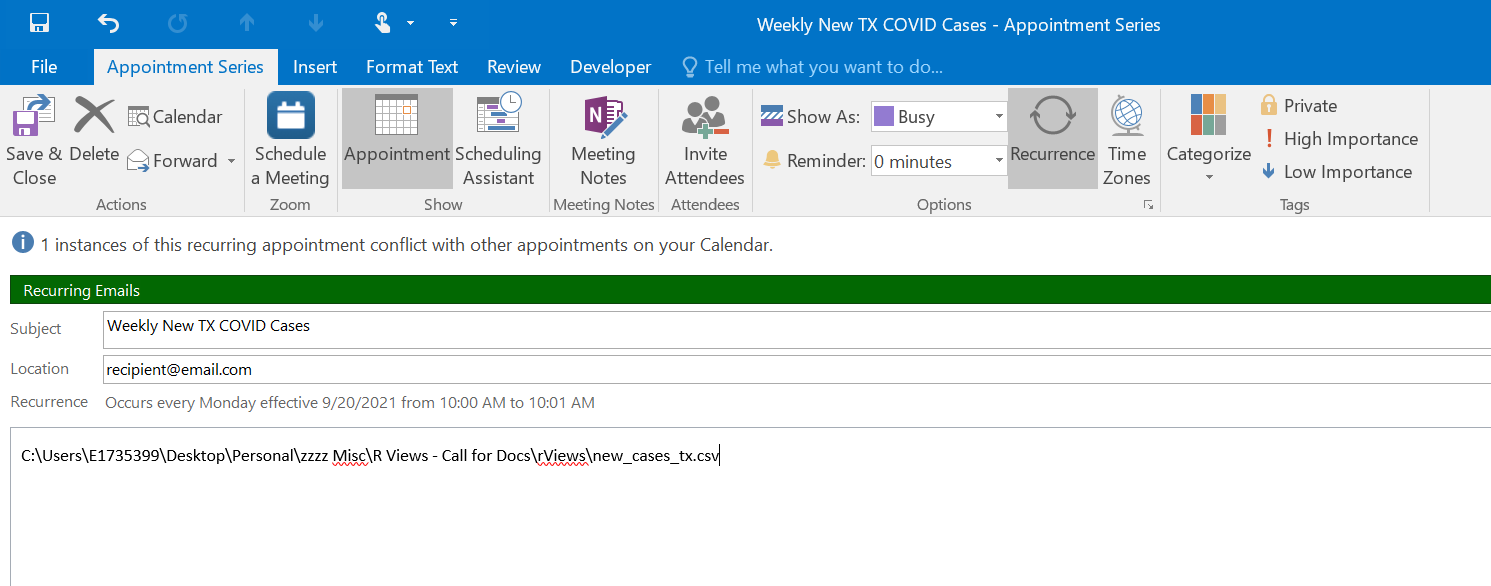 Weekly New TX COVID Cases - Appointment Series
File Appointment Series Insert Format Text Review Developer Tell me what you want to do...
Save & Close
Delete
Calendar
Forward
Actions
Schedule a Meeting
Zoom
Appointment
Scheduling Assistant
Show
Meeting Notes
Meeting Notes
Invite Attendees
Attendees
Show As: Busy
Reminder: 0 minutes
Recurrence
Time Zones
Options
Categorize
Private
High Importance
Low Importance
Tags
1 instances of this recurring appointment conflict with other appointments on your Calendar.
Recurring Emails
Subject Weekly New TX COVID Cases
Location recipient@email.com
Recurrence Occurs every Monday effective 9/20/2021 from 10:00 AM to 10:01 AM
C:\Users\E1735399\Desktop\Personal\zzzz Misc\R Views - Call for Docs\rViews\new_cases_tx.csv